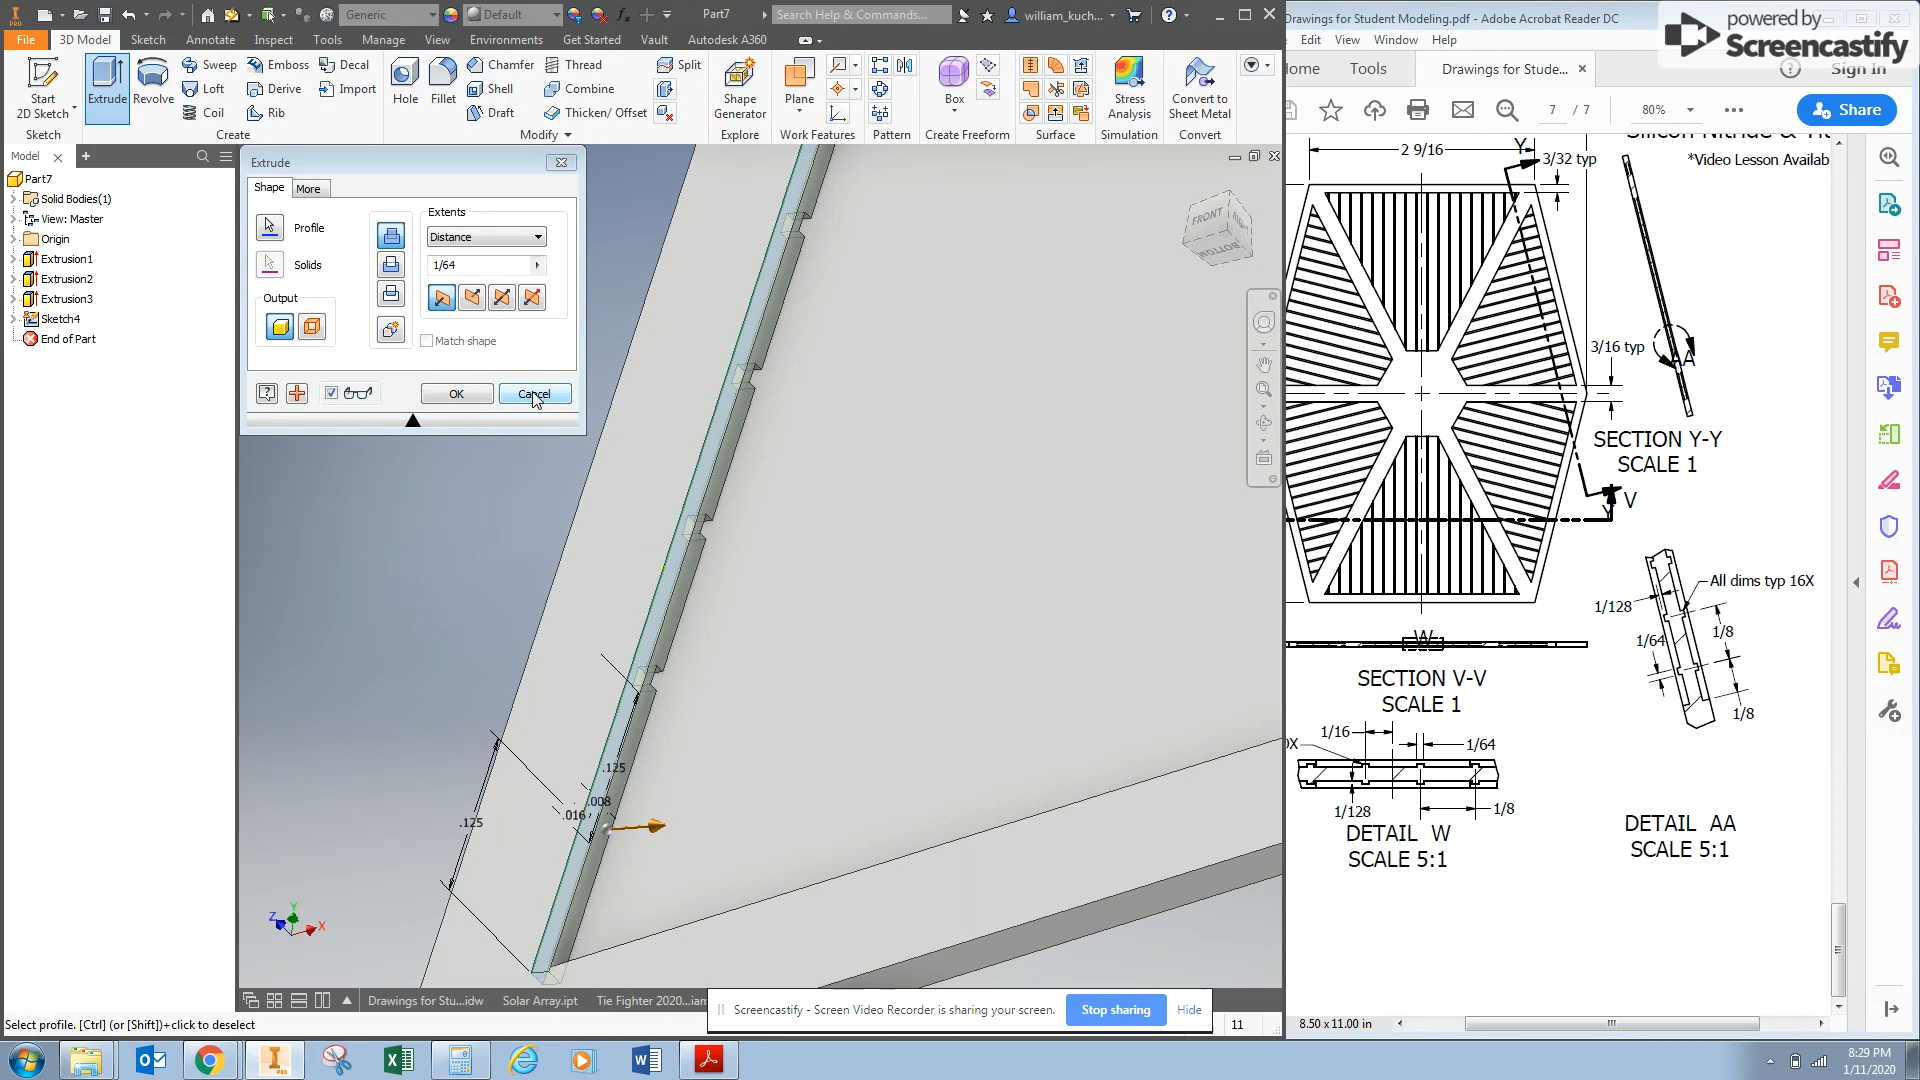 Generic
Default
Part7
Search Help & Commands...
william_kuch...
Drawings for Student Modeling.pdf - Adobe Acrobat Reader DC
powered by
Screencastify
File
3D Model
Sketch
Annotate
Inspect
Tools
Manage
View
Environments
Get Started
Vault
Autodesk A360
Edit
View
Window
Help
Start
2D Sketch
Extrude
Revolve
Sweep
Loft
Coil
Emboss
Derive
Rib
Decal
Import
Hole
Fillet
Chamfer
Shell
Draft
Thread
Combine
Thicken/ Offset
Split
Shape
Generator
Plane
Box
Stress
Analysis
Convert to
Sheet Metal
Sketch
Create
Modify
Explore
Work Features
Pattern
Create Freeform
Surface
Simulation
Convert
ome
Tools
Drawings for Stude...
Sign In
7 / 7
80%
Share
Model
Part7
Solid Bodies(1)
View: Master
Origin
Extrusion1
Extrusion2
Extrusion3
Sketch4
End of Part
Extrude
Shape
More
Profile
Solids
Output
Extents
Distance
1/64
Match shape
OK
Cancel
FRONT
BOTTOM
.125
.008
.016
.125
Z
Y
X
*Video Lesson Availab
2 9/16
Y
3/32 typ
3/16 typ
AA
SECTION Y-Y
SCALE 1
V
Y
All dims typ 16X
1/128
1/64
1/8
1/8
W
SECTION V-V
SCALE 1
1/16
1/64
0X
1/128
1/8
DETAIL W
SCALE 5:1
DETAIL AA
SCALE 5:1
Drawings for Stu...idw
Solar Array.ipt
Tie Fighter 2020...iam
Screencastify - Screen Video Recorder is sharing your screen.
Stop sharing
Hide
Select profile. [Ctrl] (or [Shift])+click to deselect
11
8.50 x 11.00 in
8:29 PM
1/11/2020